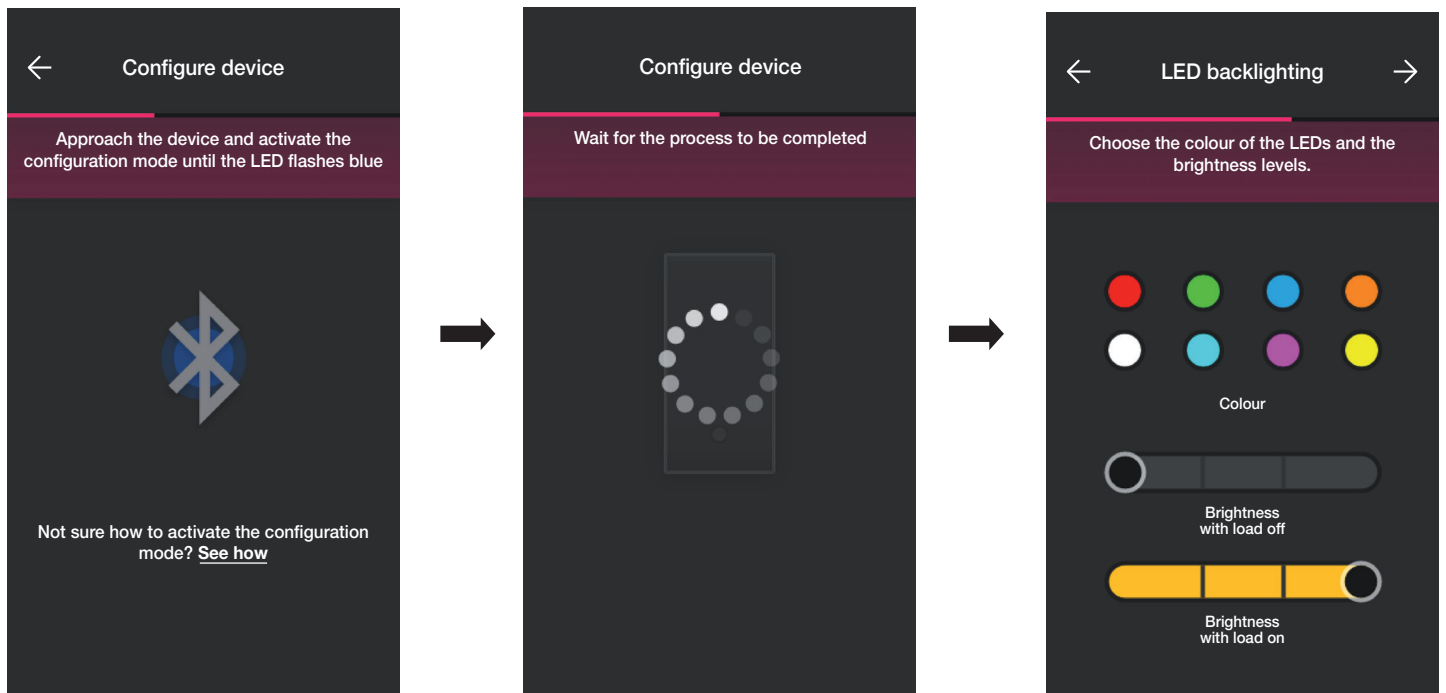 Configure device
Approach the device and activate the
configuration mode until the LED flashes blue
Not sure how to activate the configuration
mode? See how
Configure device
Wait for the process to be completed
LED backlighting
Choose the colour of the LEDs and the
brightness levels.
Colour
Brightness
with load off
Brightness
with load on